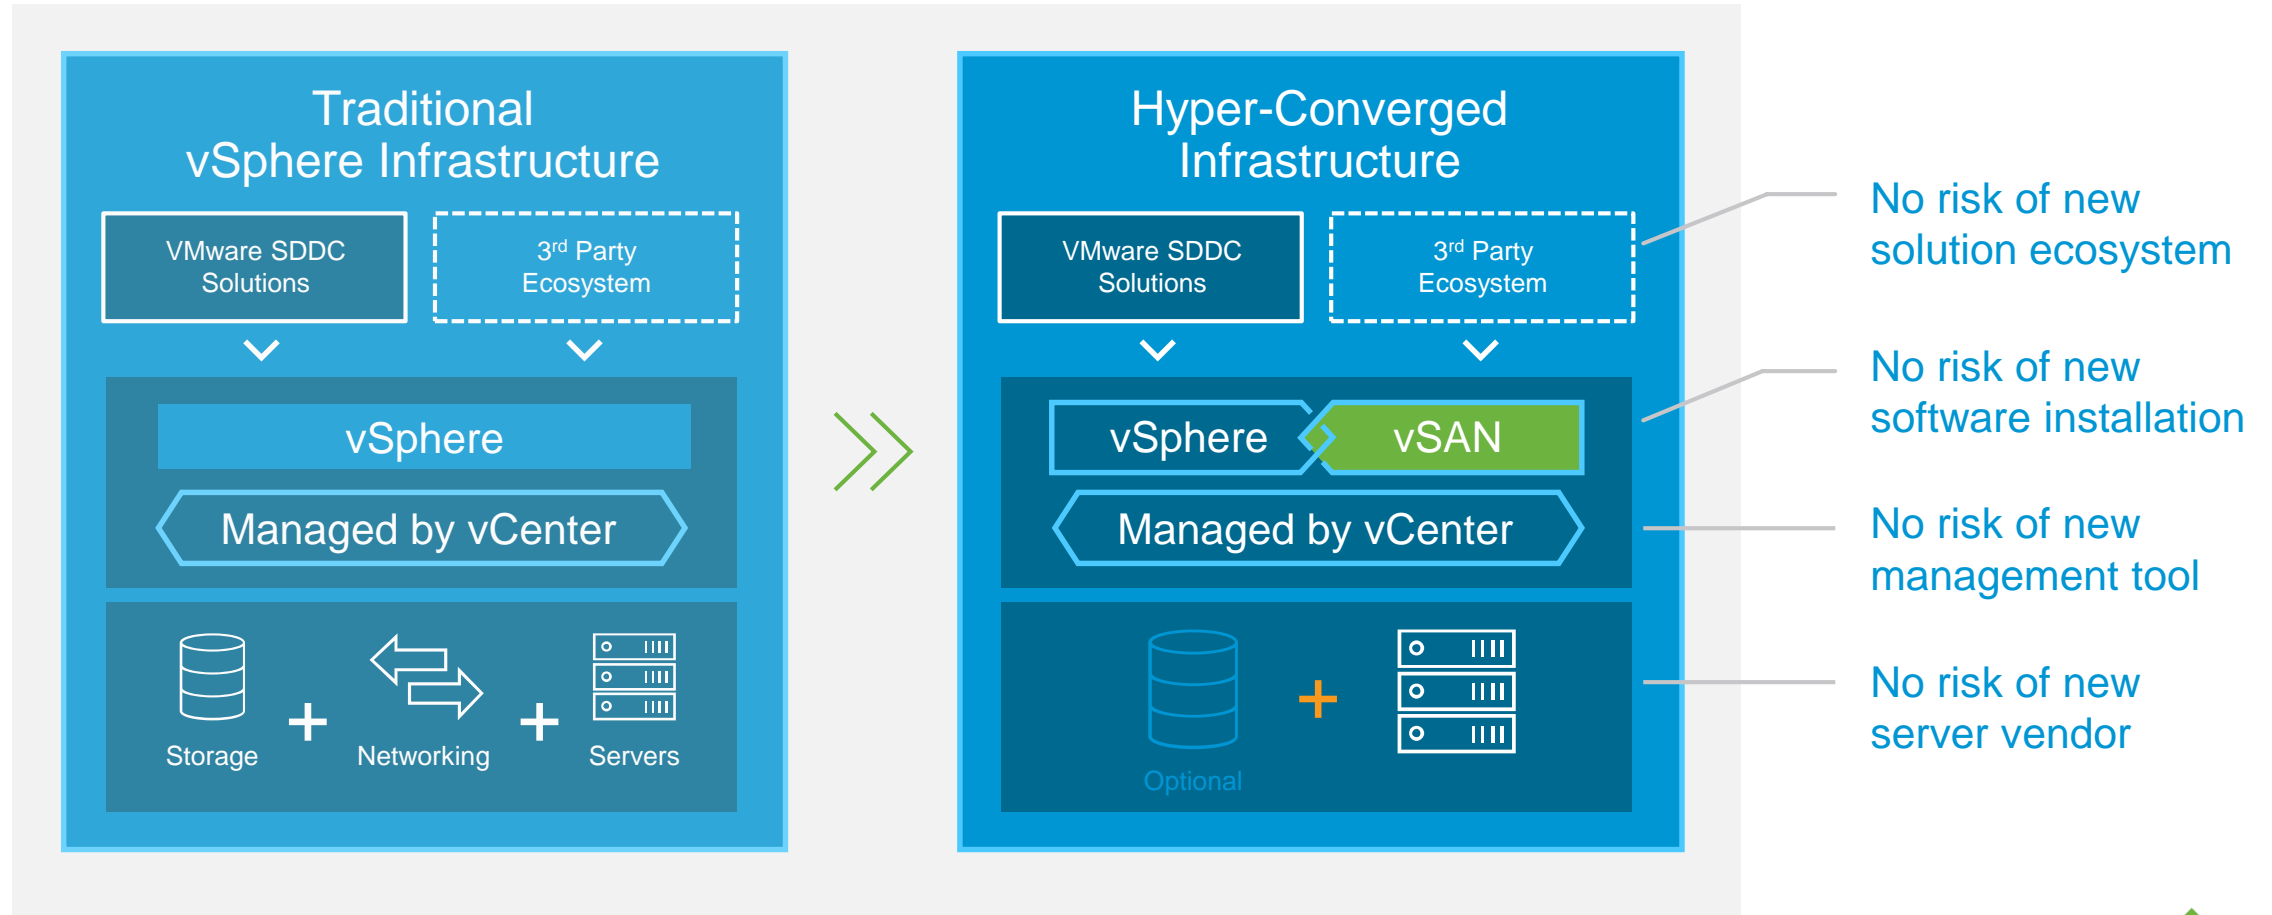 Traditional
vSphere Infrastructure
VMware SDDC
Solutions
3rd Party
Ecosystem
vSphere
Managed by vCenter
Storage
Networking
Servers
Hyper-Converged
Infrastructure
VMware SDDC
Solutions
3rd Party
Ecosystem
vSphere
vSAN
Managed by vCenter
Optional
No risk of new
solution ecosystem
No risk of new
software installation
No risk of new
management tool
No risk of new
server vendor